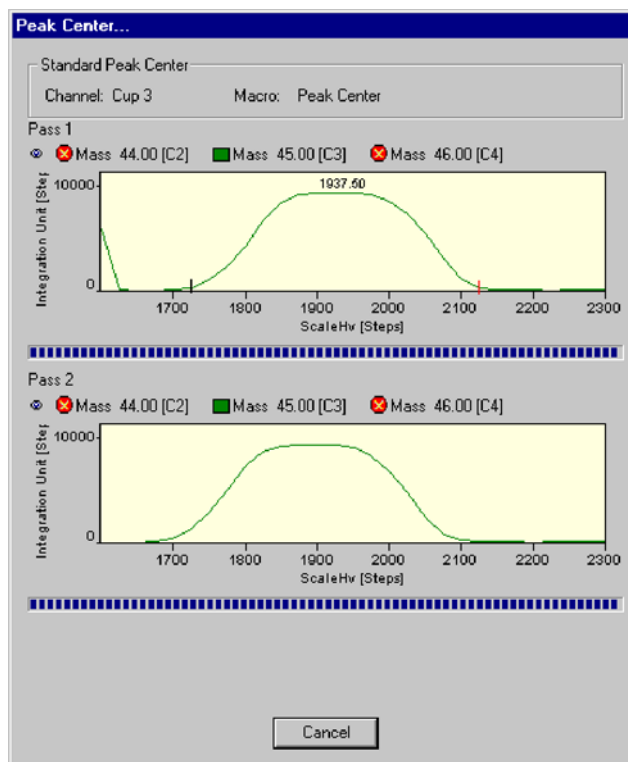 Peak Center...
Standard Peak Center
Channel: Cup 3 Macro: Peak Center
Pass 1
Mass 44.00 [C2] Mass 45.00 [C3] Mass 46.00 [C4]
Integration Unit [Ste
10000
1937.50
0
1700 1800 1900 2000 2100 2200 2300
ScaleHv [Steps]
Pass 2
Mass 44.00 [C2] Mass 45.00 [C3] Mass 46.00 [C4]
Integration Unit [Ste
10000
0
1700 1800 1900 2000 2100 2200 2300
ScaleHv [Steps]
Cancel